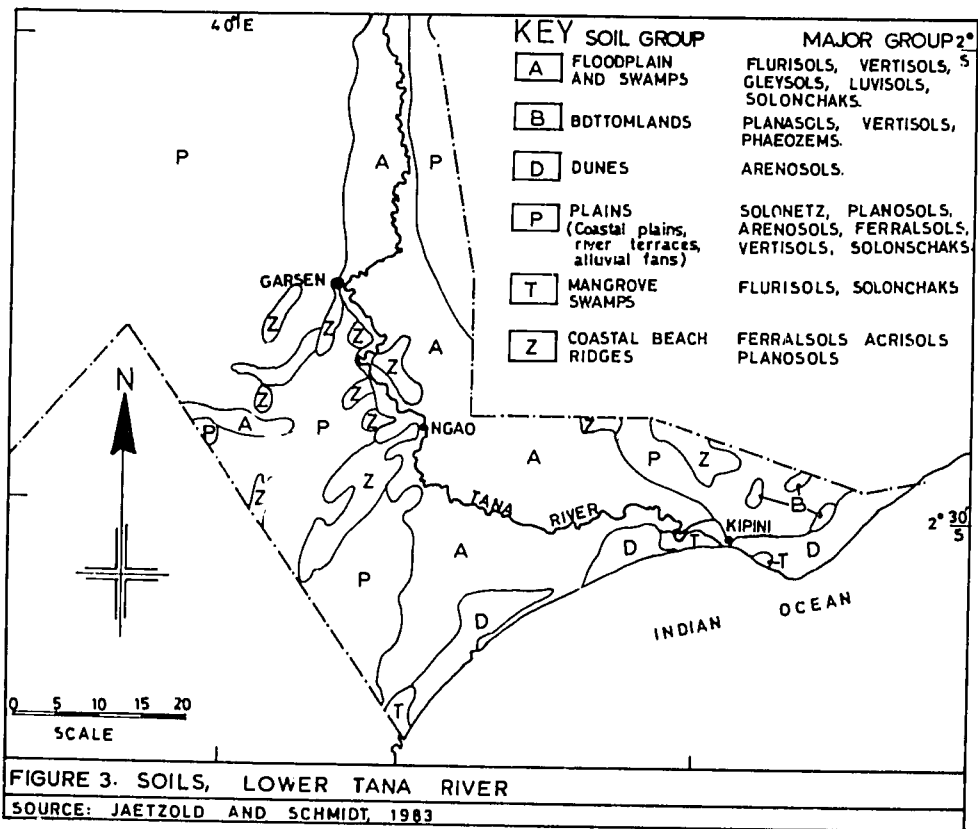 40°E
KEY SOIL GROUP MAJOR GROUP 2°
S
A FLOODPLAIN FLURISOLS, VERTISOLS,
AND SWAMPS GLEYSOLS, LUVISOLS,
SOLONCHAKS.
B BOTTOMLANDS PLANASOLS, VERTISOLS,
PHAEOZEMS.
D DUNES ARENOSOLS.
P PLAINS SOLONETZ, PLANOSOLS,
(Coastal plains, ARENOSOLS, FERRALSOLS,
river terraces, VERTISOLS, SOLONSCHAKS
alluvial fans)
T MANGROVE FLURISOLS, SOLONCHAKS
SWAMPS
Z COASTAL BEACH FERRALSOLS ACRISOLS
RIDGES PLANOSOLS
P A P
GARSEN
Z Z Z
A
Z
Z Z
N
P A P Z
NGAO
Z
A P Z
Z Z
B
TANA RIVER
KIPINI
2° 30
S
A D T D
P T
D
INDIAN OCEAN
T
0 5 10 15 20
SCALE
FIGURE 3. SOILS, LOWER TANA RIVER
SOURCE: JAETZOLD AND SCHMIDT, 1983